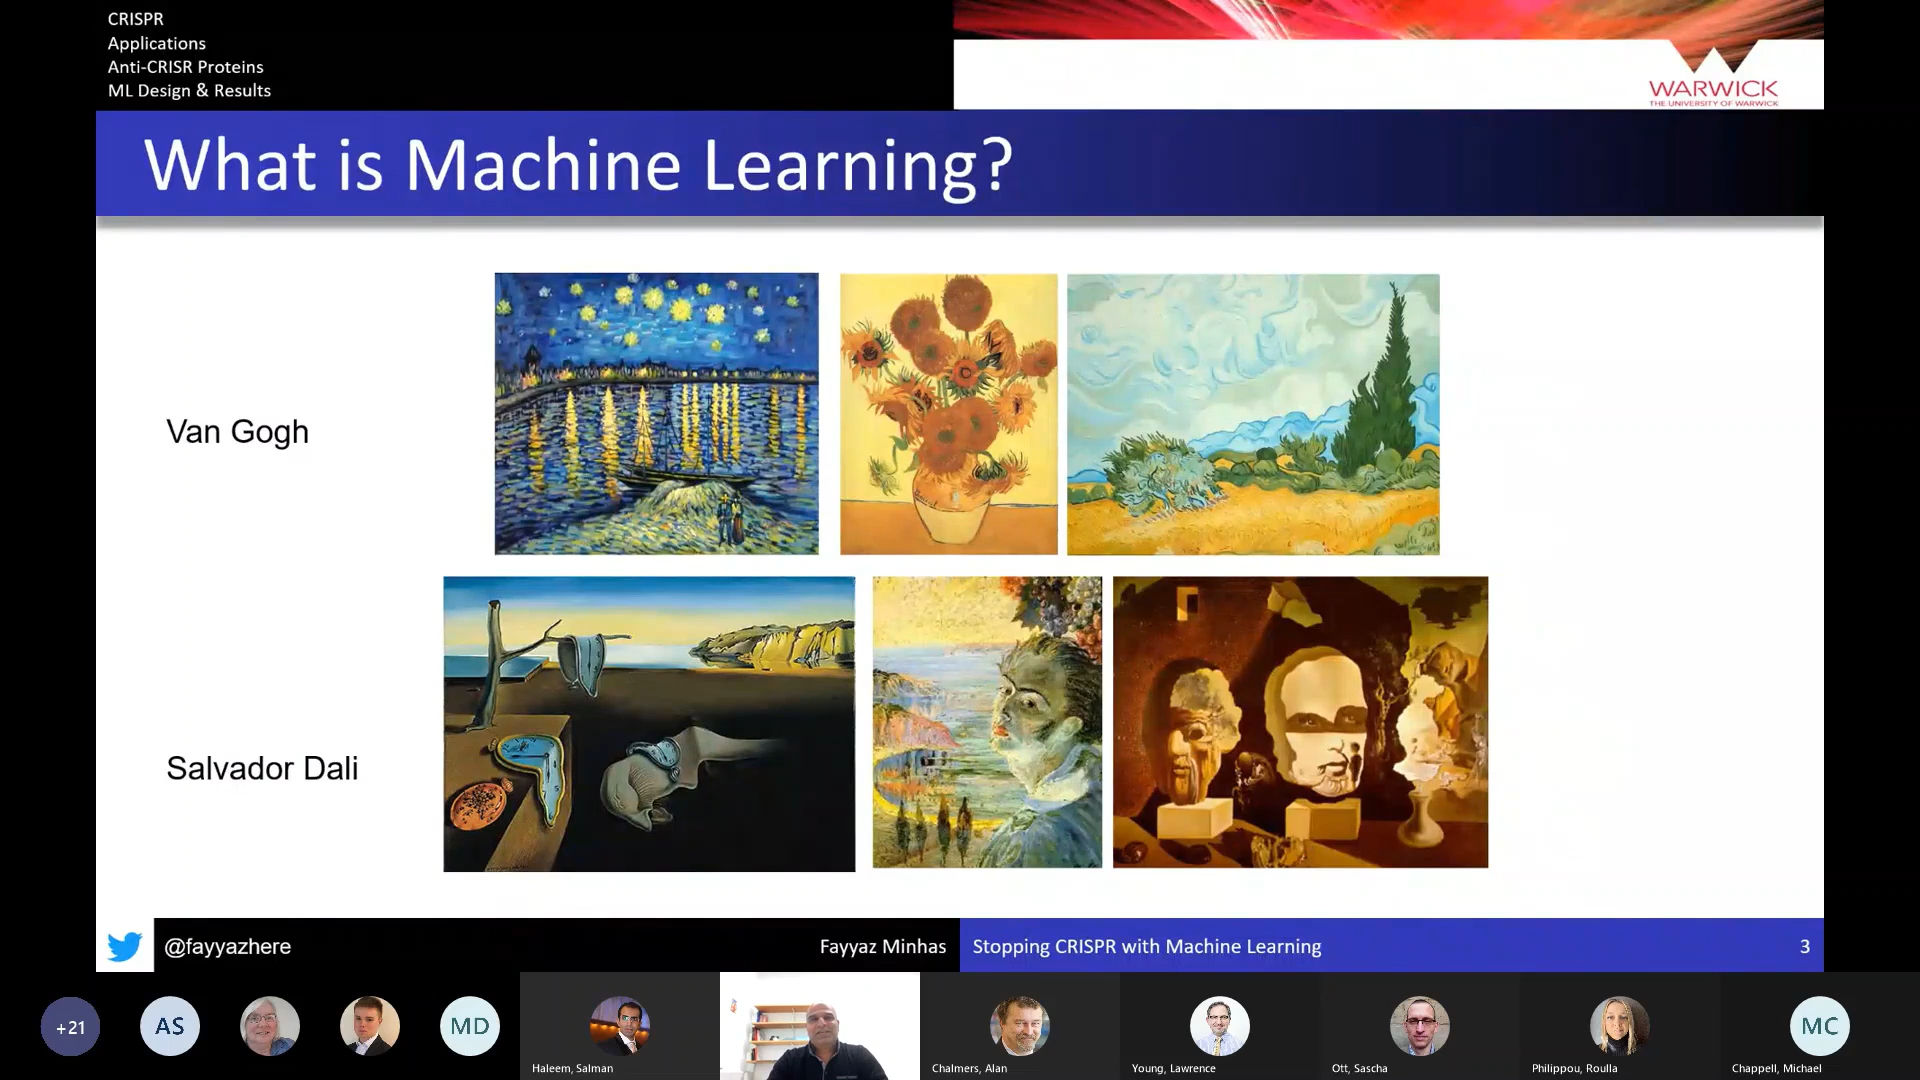 CRISPR
Applications
Anti-CRISR Proteins
ML Design & Results
WARWICK
THE UNIVERSITY OF WARWICK
What is Machine Learning?
Van Gogh
Salvador Dali
@fayyazhere
Fayyaz Minhas
Stopping CRISPR with Machine Learning
3
+21
AS
MD
Haleem, Salman
Chalmers, Alan
Young, Lawrence
Ott, Sascha
Philippou, Roulla
MC
Chappell, Michael